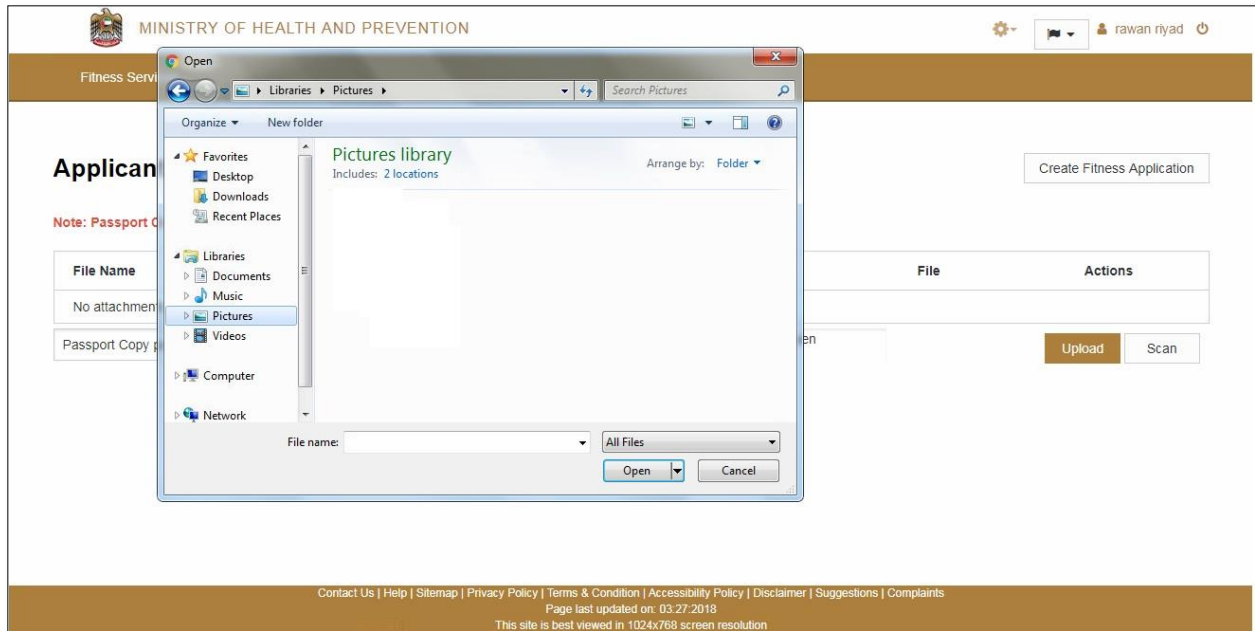 MINISTRY OF HEALTH AND PREVENTION
rawan riyad
Fitness Servi
Open
Libraries Pictures
Search Pictures
Organize New folder
Favorites
Desktop
Downloads
Recent Places
Libraries
Documents
Music
Pictures
Videos
Computer
Network
Pictures library
Includes: 2 locations
Arrange by: Folder
File name:
All Files
Open Cancel
Applican
Create Fitness Application
Note: Passport
File Name File Actions
No attachment
Passport Copy
en
Upload Scan
Contact Us | Help | Sitemap | Privacy Policy | Terms & Condition | Accessibility Policy | Disclaimer | Suggestions | Complaints
Page last updated on: 03:27:2018
This site is best viewed in 1024x768 screen resolution